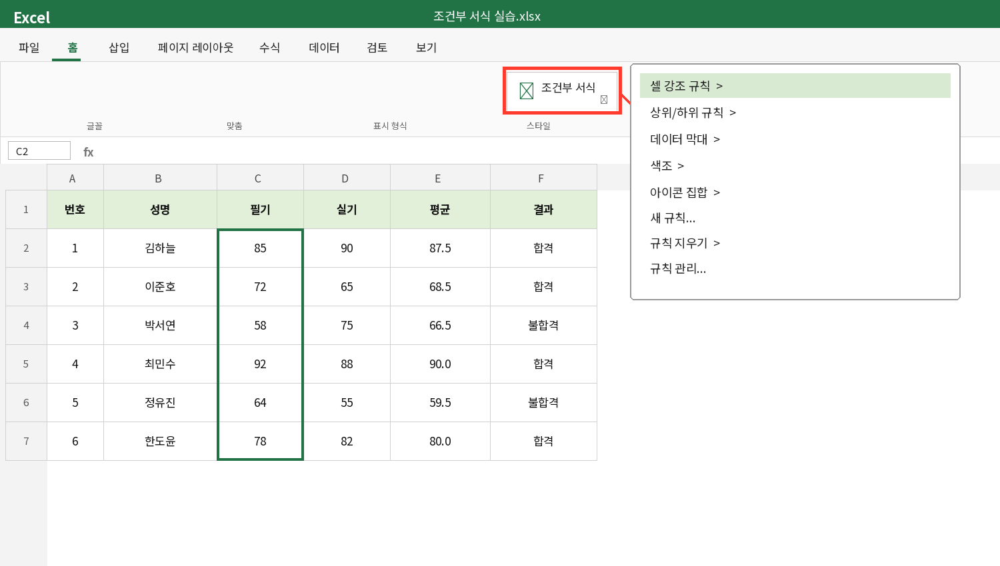 Excel
조건부 서식 실습.xlsx
파일 홈 삽입 페이지 레이아웃 수식 데이터 검토 보기
조건부 서식
글꼴 맞춤 표시 형식 스타일
셀 강조 규칙 >
상위/하위 규칙 >
데이터 막대 >
색조 >
아이콘 집합 >
새 규칙...
규칙 지우기 >
규칙 관리...
C2 fx
A B C D E F
1 번호 성명 필기 실기 평균 결과
2 1 김하늘 85 90 87.5 합격
3 2 이준호 72 65 68.5 합격
4 3 박서연 58 75 66.5 불합격
5 4 최민수 92 88 90.0 합격
6 5 정유진 64 55 59.5 불합격
7 6 한도윤 78 82 80.0 합격